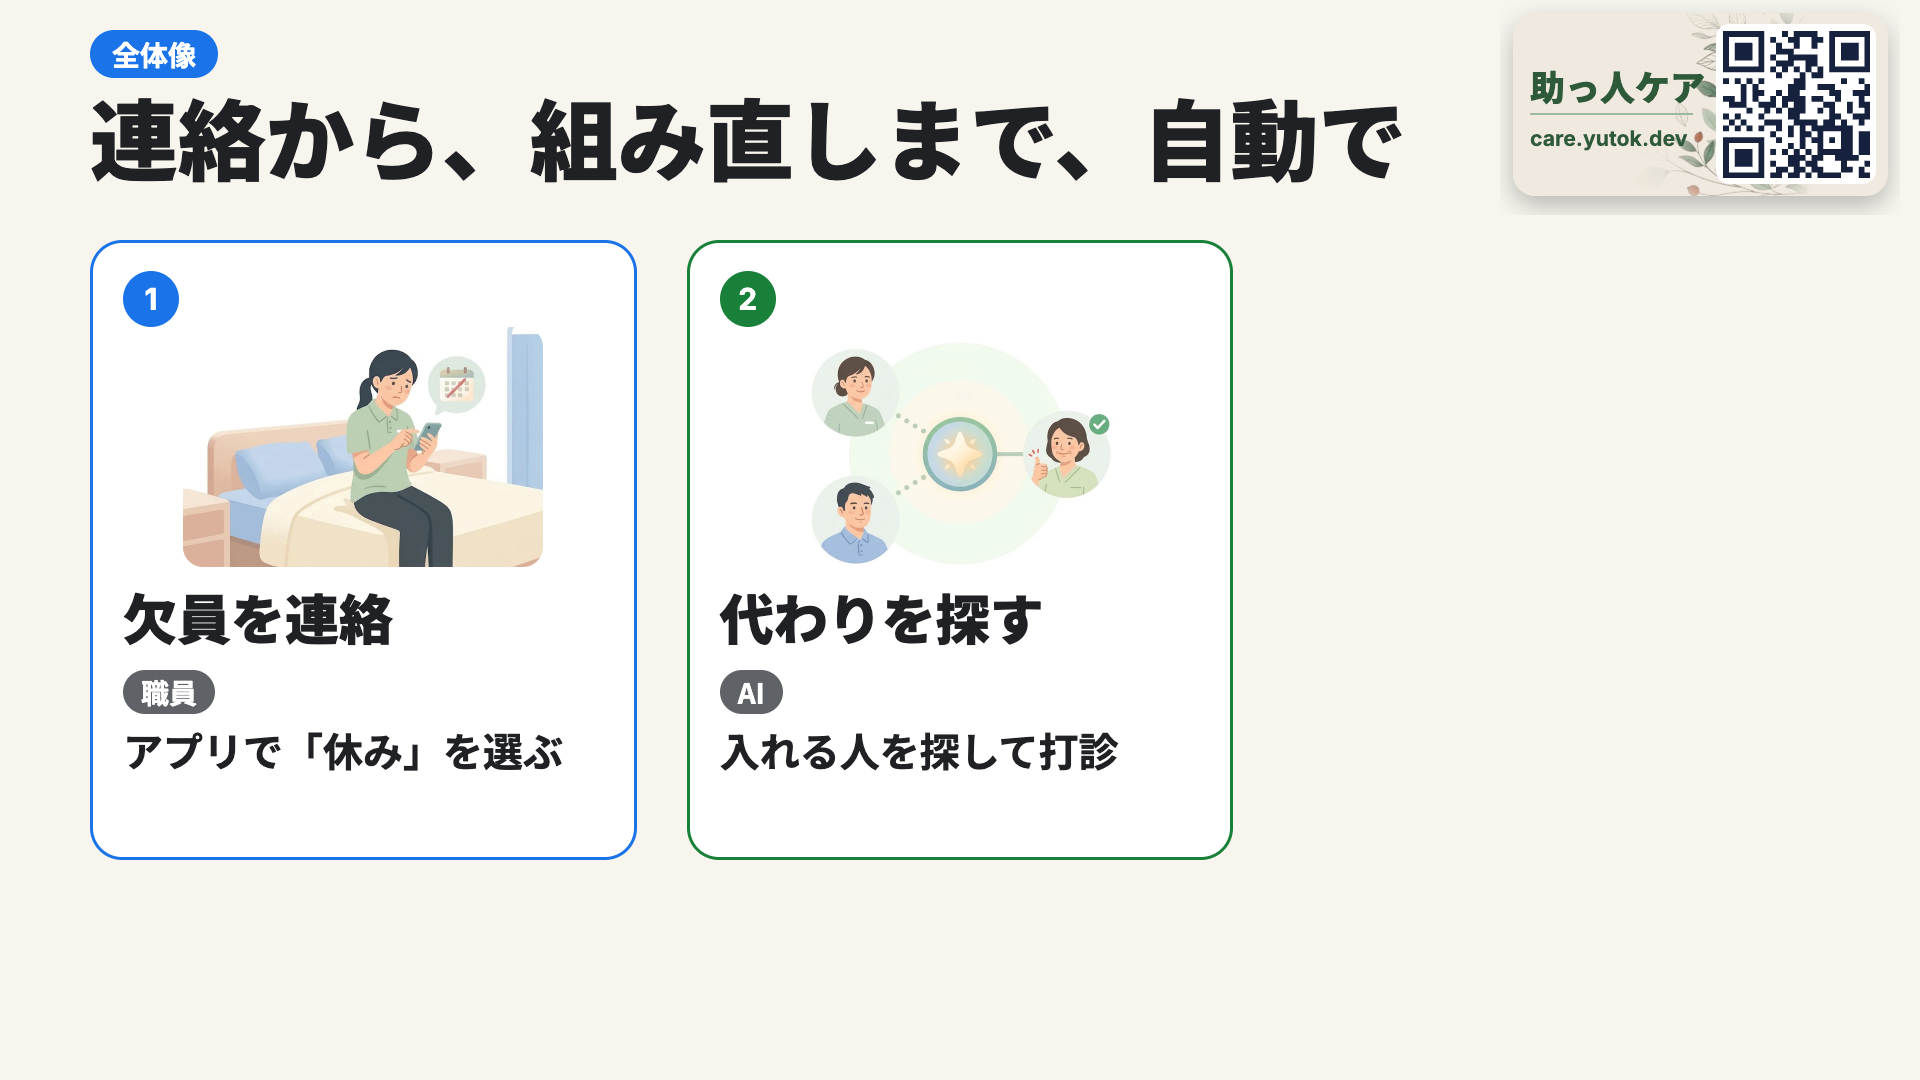 全体像
連絡から、組み直しまで、自動で
助っ人ケア
care.yutok.dev
1
欠員を連絡
職員
アプリで「休み」を選ぶ
2
代わりを探す
AI
入れる人を探して打診